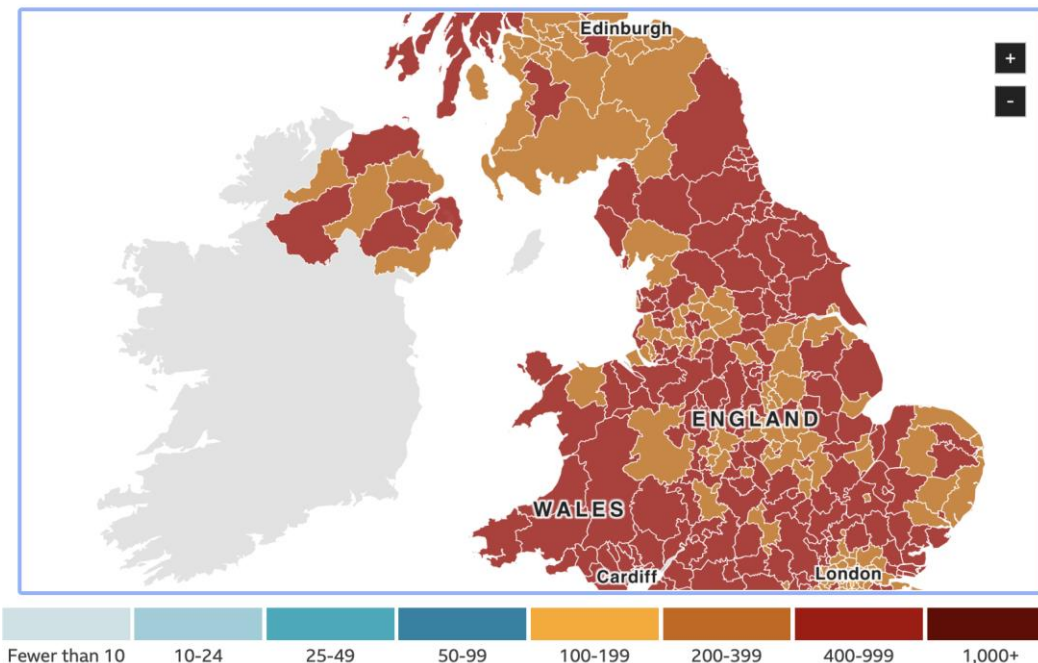 Edinburgh
+
-
ENGLAND
WALES
Cardiff
London
Fewer than 10 10-24 25-49 50-99 100-199 200-399 400-999 1,000+